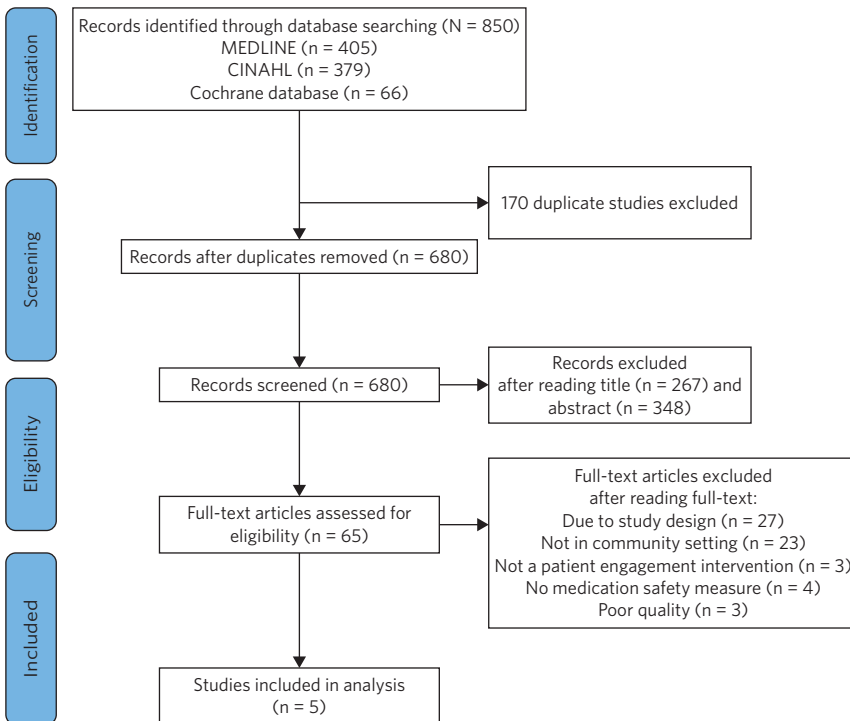 Identification
Records identified through database searching (N = 850)
MEDLINE (n = 405)
CINAHL (n = 379)
Cochrane database (n = 66)
170 duplicate studies excluded
Screening
Records after duplicates removed (n = 680)
Records screened (n = 680)
Records excluded
after reading title (n = 267) and
abstract (n = 348)
Eligibility
Full-text articles assessed for
eligibility (n = 65)
Full-text articles excluded
after reading full-text:
Due to study design (n = 27)
Not in community setting (n = 23)
Not a patient engagement intervention (n = 3)
No medication safety measure (n = 4)
Poor quality (n = 3)
Included
Studies included in analysis
(n = 5)